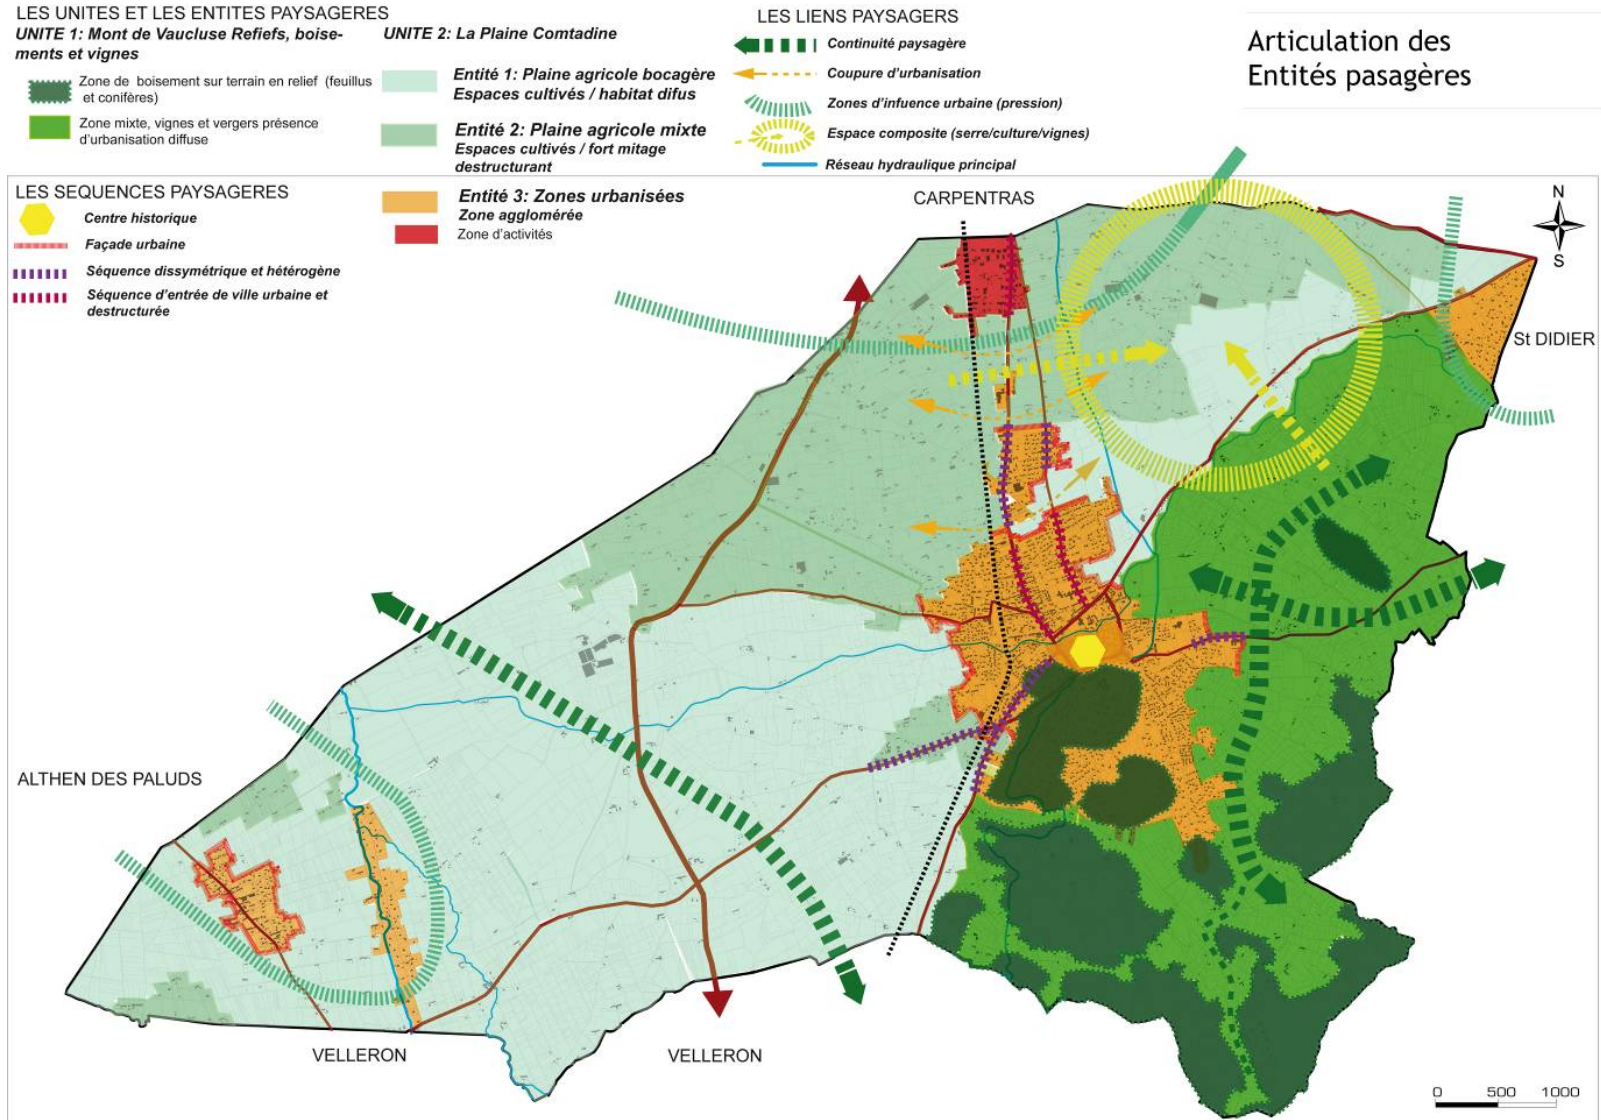 LES UNITES ET LES ENTITES PAYSAGERES
UNITE 1: Mont de Vaucluse Refiefs, boise-
ments et vignes
Zone de boisement sur terrain en relief (feuillus
et conifères)
Zone mixte, vignes et vergers présence
d'urbanisation diffuse
UNITE 2: La Plaine Comtadine
Entité 1: Plaine agricole bocagère
Espaces cultivés / habitat difus
Entité 2: Plaine agricole mixte
Espaces cultivés / fort mitage
destructurant
Entité 3: Zones urbanisées
Zone agglomérée
Zone d'activités
LES LIENS PAYSAGERS
Continuité paysagère
Coupure d'urbanisation
Zones d'infuence urbaine (pression)
Espace composite (serre/culture/vignes)
Réseau hydraulique principal
Articulation des
Entités pasagères
LES SEQUENCES PAYSAGERES
Centre historique
Façade urbaine
Séquence dissymétrique et hétérogène
Séquence d'entrée de ville urbaine et
destructurée
CARPENTRAS
N
S
St DIDIER
ALTHEN DES PALUDS
VELLERON
VELLERON
0 500 1000